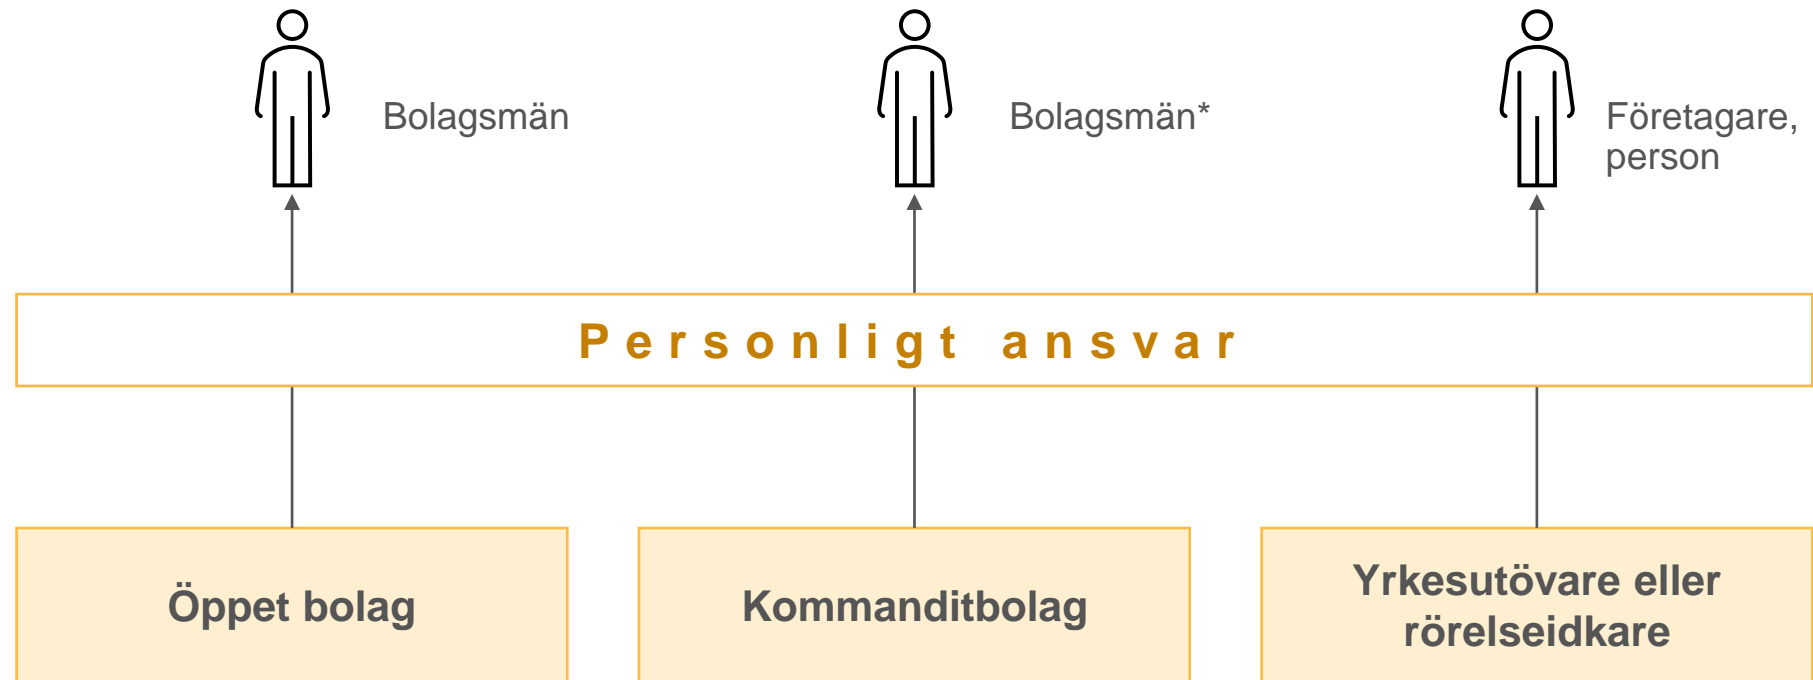 Bolagsmän
Bolagsmän*
Företagare,
person
Personligt ansvar
Öppet bolag
Kommanditbolag
Yrkesutövare eller
rörelseidkare